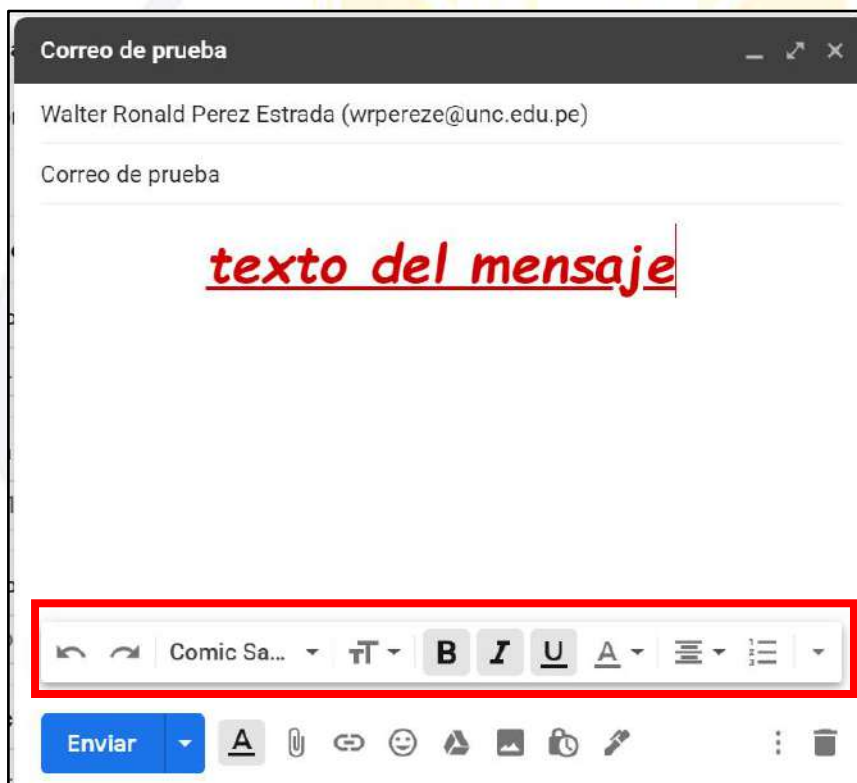 Correo de prueba
Walter Ronald Perez Estrada (wrpereze@unc.edu.pe)
Correo de prueba
texto del mensaje
Comic Sa... TT B I U A
Enviar A